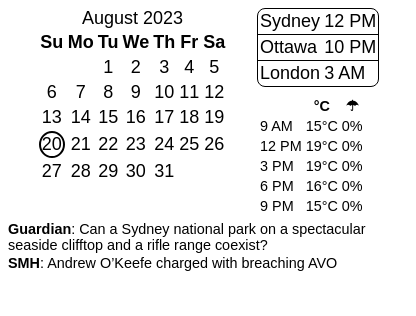 August 2023
Su Mo Tu We Th Fr Sa
1 2 3 4 5
6 7 8 9 10 11 12
13 14 15 16 17 18 19
20 21 22 23 24 25 26
27 28 29 30 31
Sydney 12 PM
Ottawa 10 PM
London 3 AM
°C ☂
9 AM 15°C 0%
12 PM 19°C 0%
3 PM 19°C 0%
6 PM 16°C 0%
9 PM 15°C 0%
Guardian: Can a Sydney national park on a spectacular
seaside clifftop and a rifle range coexist?
SMH: Andrew O’Keefe charged with breaching AVO